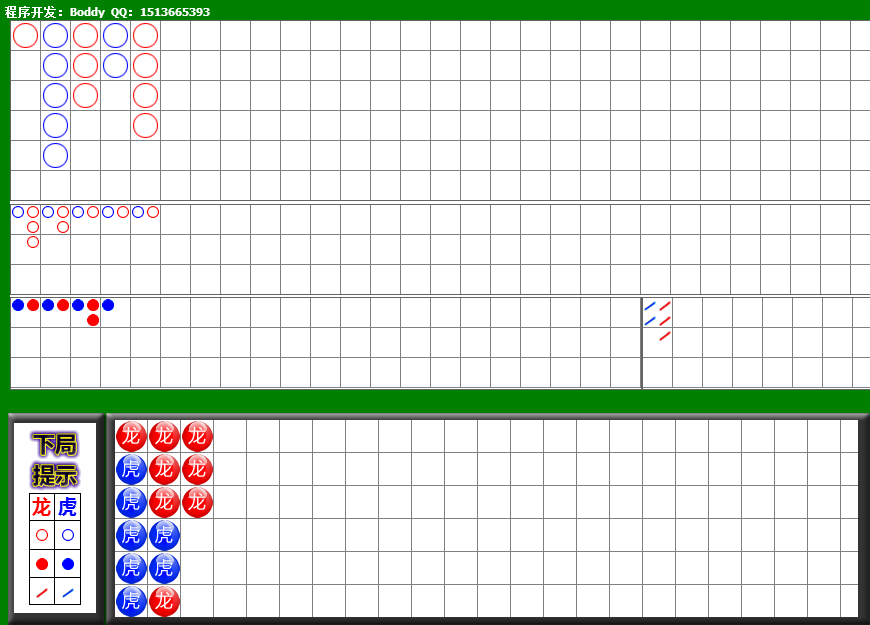 程序开发：Boddy QQ：1513665393
下局
提示
龙 虎
龙 龙 龙
虎 龙 龙
虎 龙 龙
虎 虎
虎 虎
虎 龙